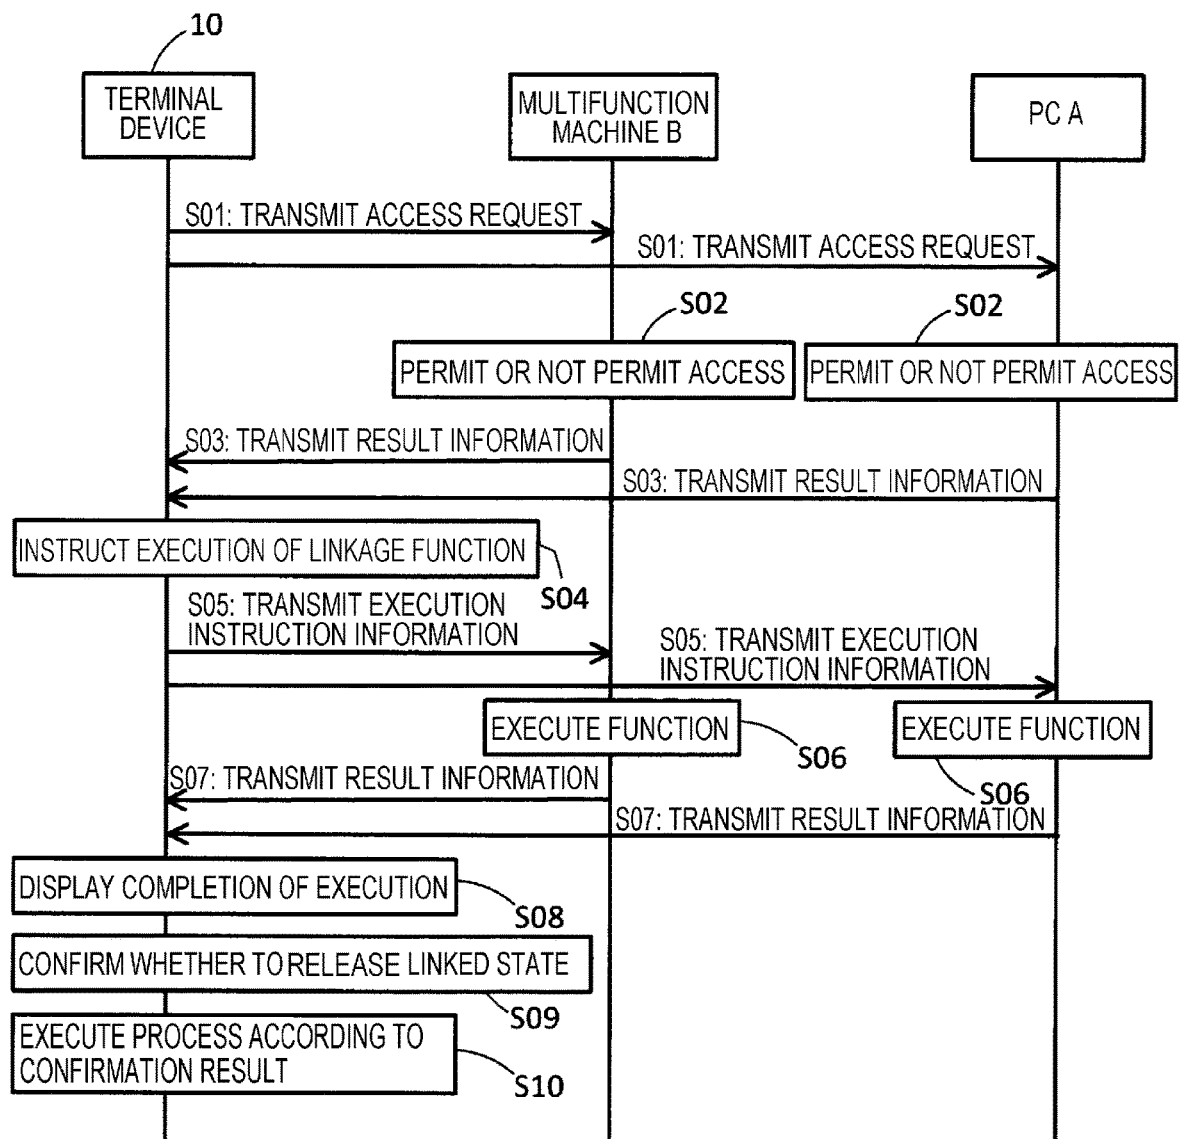 10
TERMINAL
DEVICE
MULTIFUNCTION
MACHINE B
PC A
S01: TRANSMIT ACCESS REQUEST
S01: TRANSMIT ACCESS REQUEST
S02
S02
PERMIT OR NOT PERMIT ACCESS
PERMIT OR NOT PERMIT ACCESS
S03: TRANSMIT RESULT INFORMATION
S03: TRANSMIT RESULT INFORMATION
INSTRUCT EXECUTION OF LINKAGE FUNCTION
S04
S05: TRANSMIT EXECUTION
INSTRUCTION INFORMATION
S05: TRANSMIT EXECUTION
INSTRUCTION INFORMATION
EXECUTE FUNCTION
S06
EXECUTE FUNCTION
S06
S07: TRANSMIT RESULT INFORMATION
S07: TRANSMIT RESULT INFORMATION
DISPLAY COMPLETION OF EXECUTION
S08
CONFIRM WHETHER TO RELEASE LINKED STATE
S09
EXECUTE PROCESS ACCORDING TO
CONFIRMATION RESULT
S10